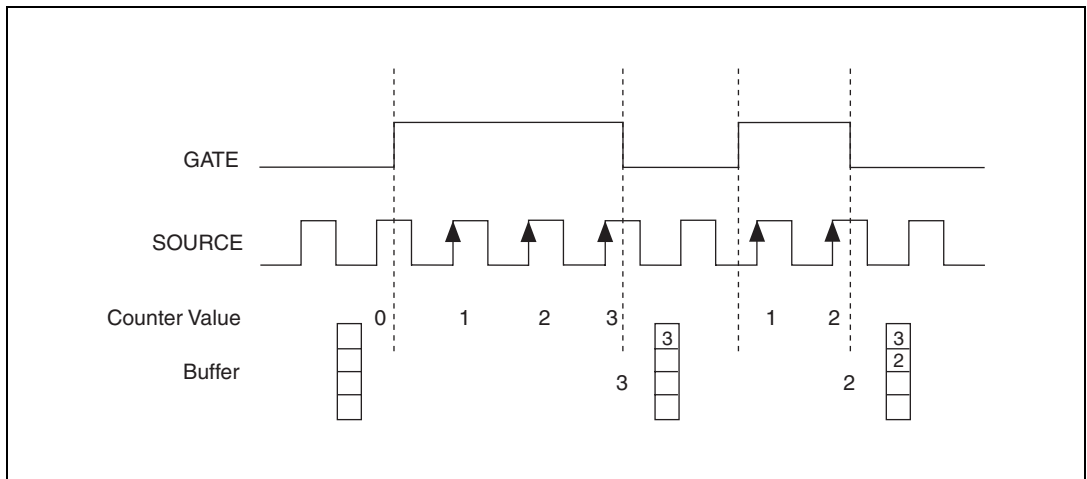 GATE
SOURCE
Counter Value 0 1 2 3 1 2
3 3
2
Buffer 3 2